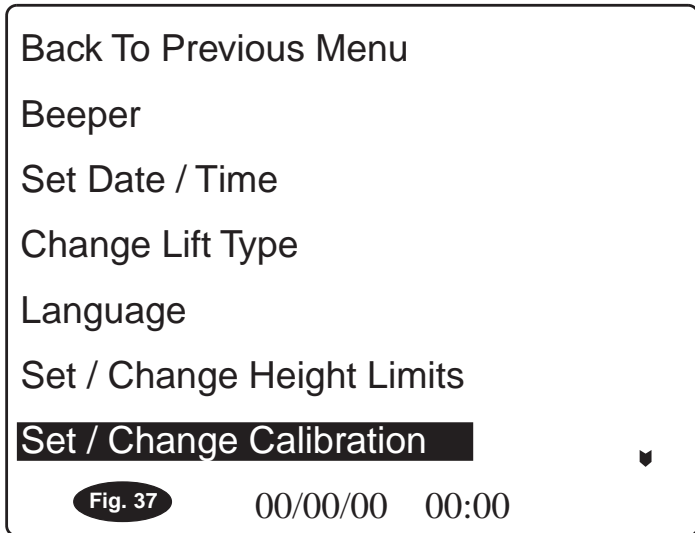 Back To Previous Menu
Beeper
Set Date / Time
Change Lift Type
Language
Set / Change Height Limits
Set / Change Calibration
Fig. 37 00/00/00 00:00